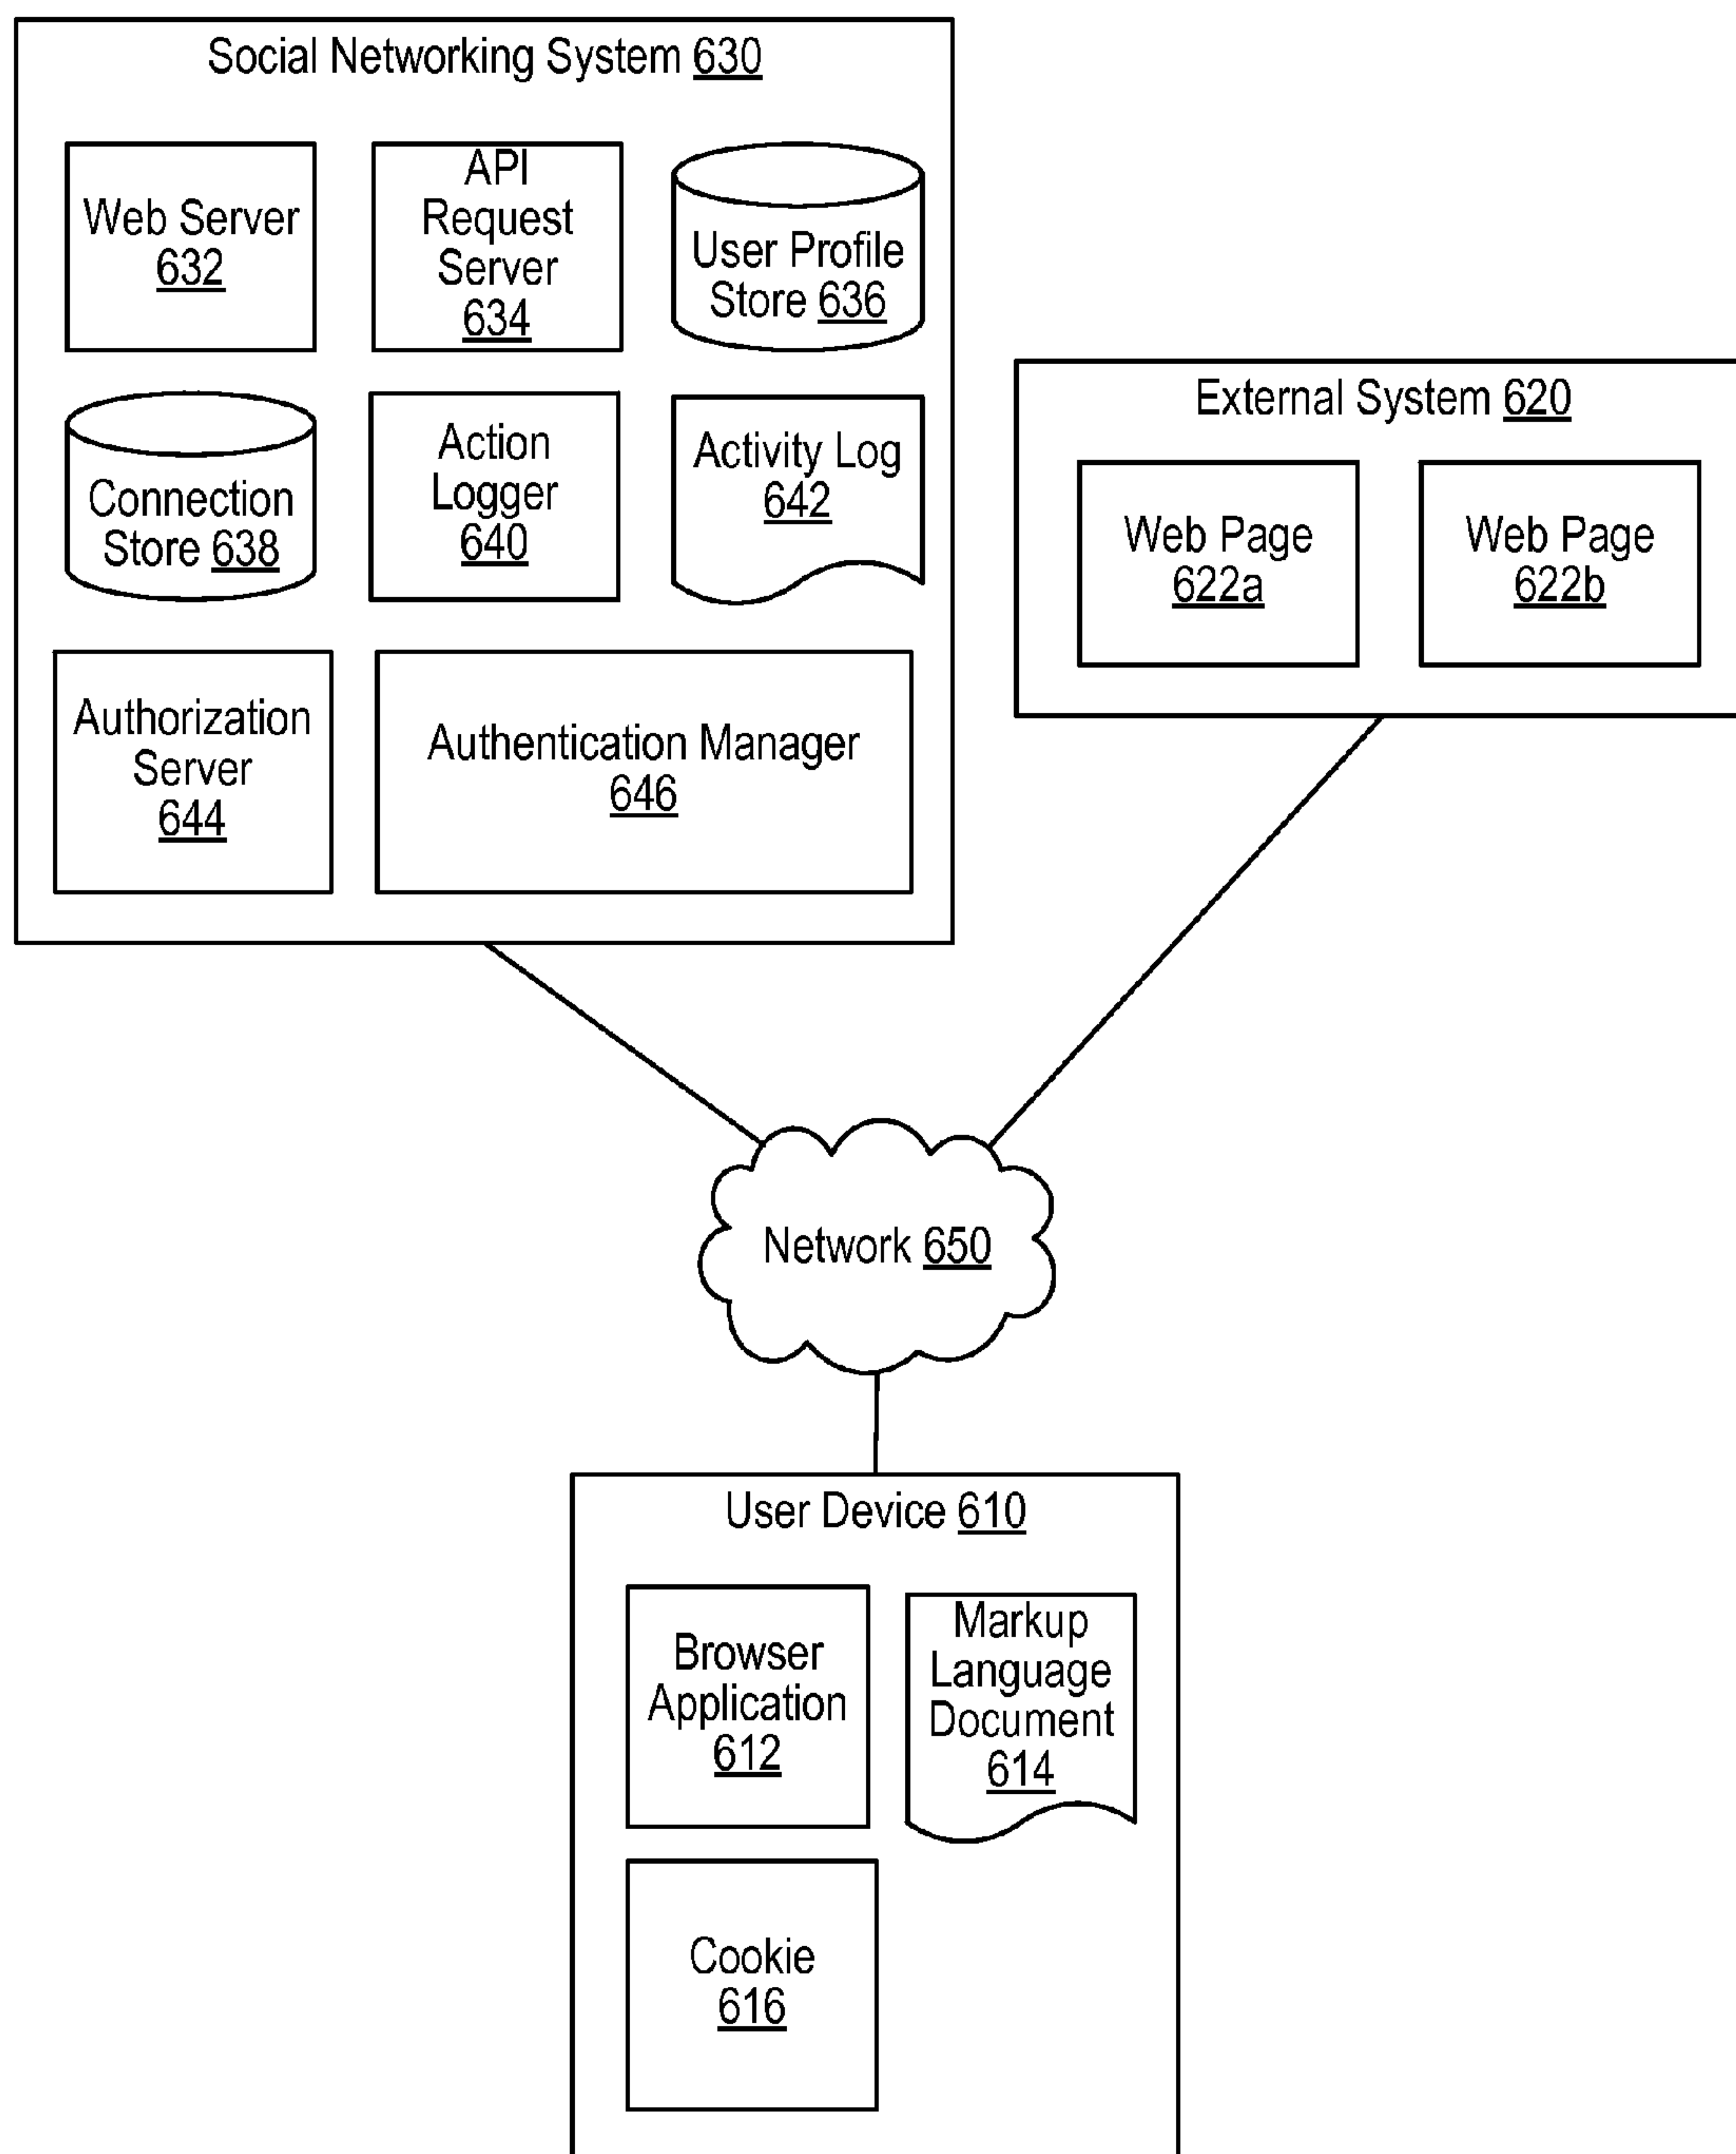 Social Networking System 630
Web Server
632
API
Request
Server
634
User Profile
Store 636
Connection
Store 638
Action
Logger
640
Activity Log
642
Authorization
Server
644
Authentication Manager
646
External System 620
Web Page
622a
Web Page
622b
Network 650
User Device 610
Browser
Application
612
Markup
Language
Document
614
Cookie
616